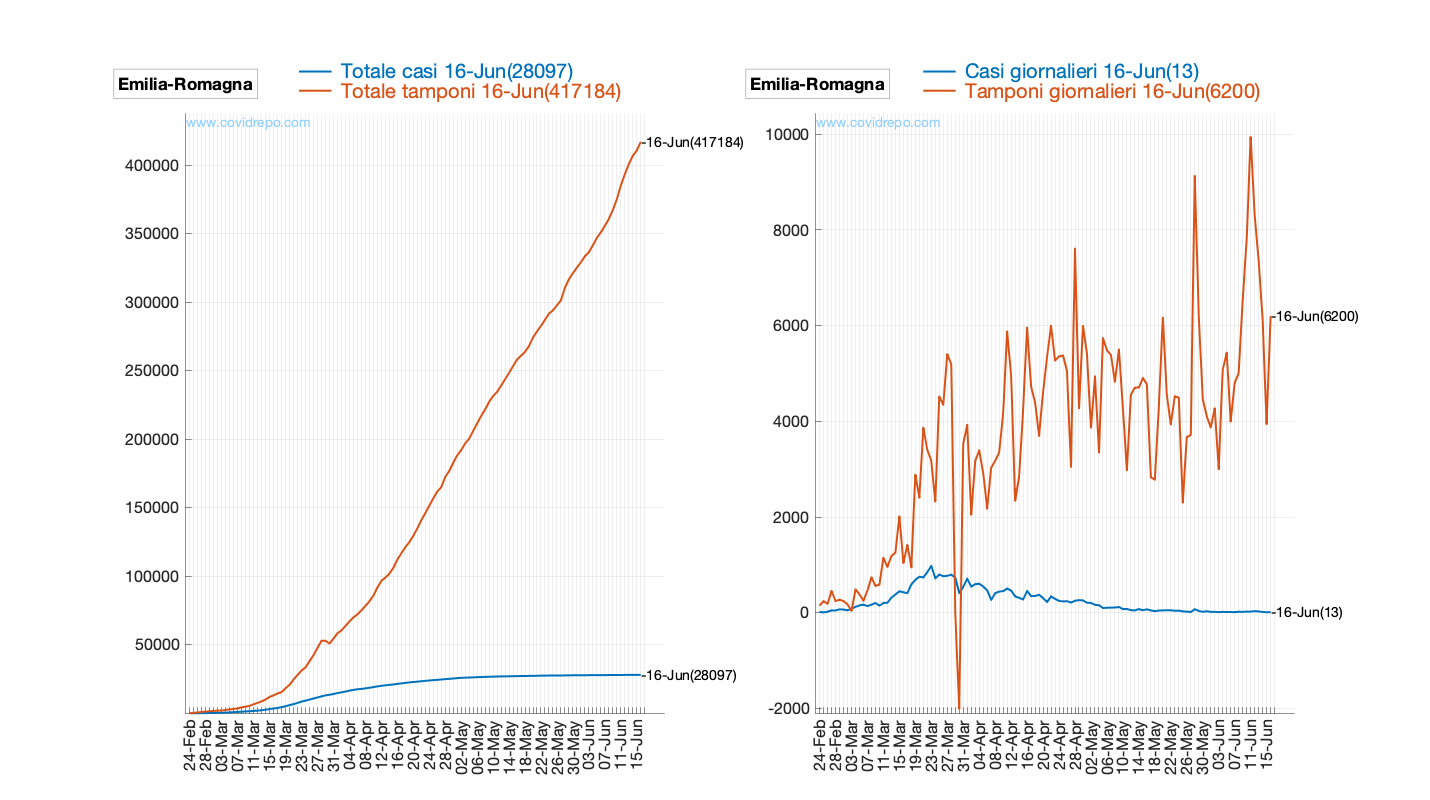 Emilia-Romagna
Totale casi 16-Jun(28097)
Totale tamponi 16-Jun(417184)
www.covidrepo.com
400000
350000
300000
250000
200000
150000
100000
50000
16-Jun(417184)
16-Jun(28097)
24-Feb
28-Feb
03-Mar
07-Mar
11-Mar
15-Mar
19-Mar
23-Mar
27-Mar
31-Mar
04-Apr
08-Apr
12-Apr
16-Apr
20-Apr
24-Apr
28-Apr
02-May
06-May
10-May
14-May
18-May
22-May
26-May
30-May
03-Jun
07-Jun
11-Jun
15-Jun
Emilia-Romagna
Casi giornalieri 16-Jun(13)
Tamponi giornalieri 16-Jun(6200)
www.covidrepo.com
10000
8000
6000
4000
2000
0
-2000
16-Jun(6200)
16-Jun(13)
24-Feb
28-Feb
03-Mar
07-Mar
11-Mar
15-Mar
19-Mar
23-Mar
27-Mar
31-Mar
04-Apr
08-Apr
12-Apr
16-Apr
20-Apr
24-Apr
28-Apr
02-May
06-May
10-May
14-May
18-May
22-May
26-May
30-May
03-Jun
07-Jun
11-Jun
15-Jun